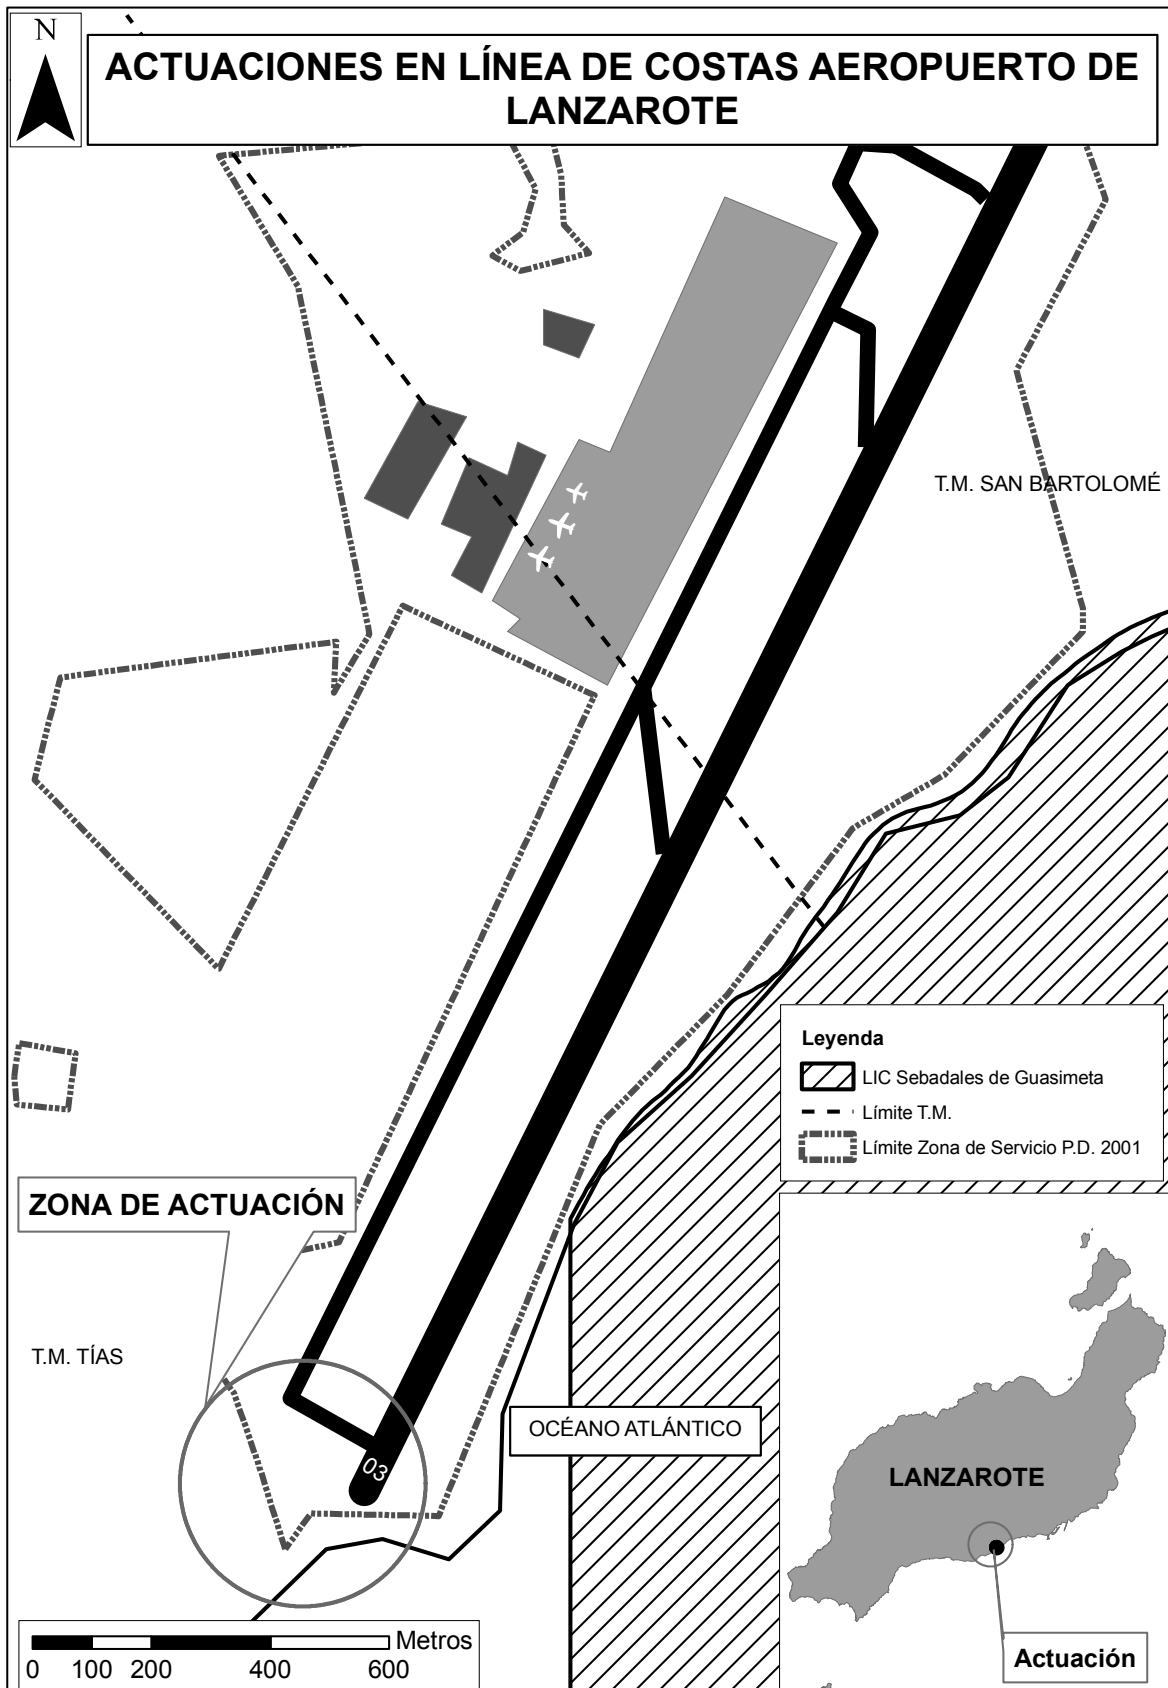 N
ACTUACIONES EN LÍNEA DE COSTAS AEROPUERTO DE
LANZAROTE
T.M. SAN BARTOLOMÉ
Leyenda
LIC Sebadales de Guasimeta
Límite T.M.
Límite Zona de Servicio P.D. 2001
ZONA DE ACTUACIÓN
T.M. TÍAS
OCÉANO ATLÁNTICO
03
LANZAROTE
Actuación
Metros
0 100 200 400 600